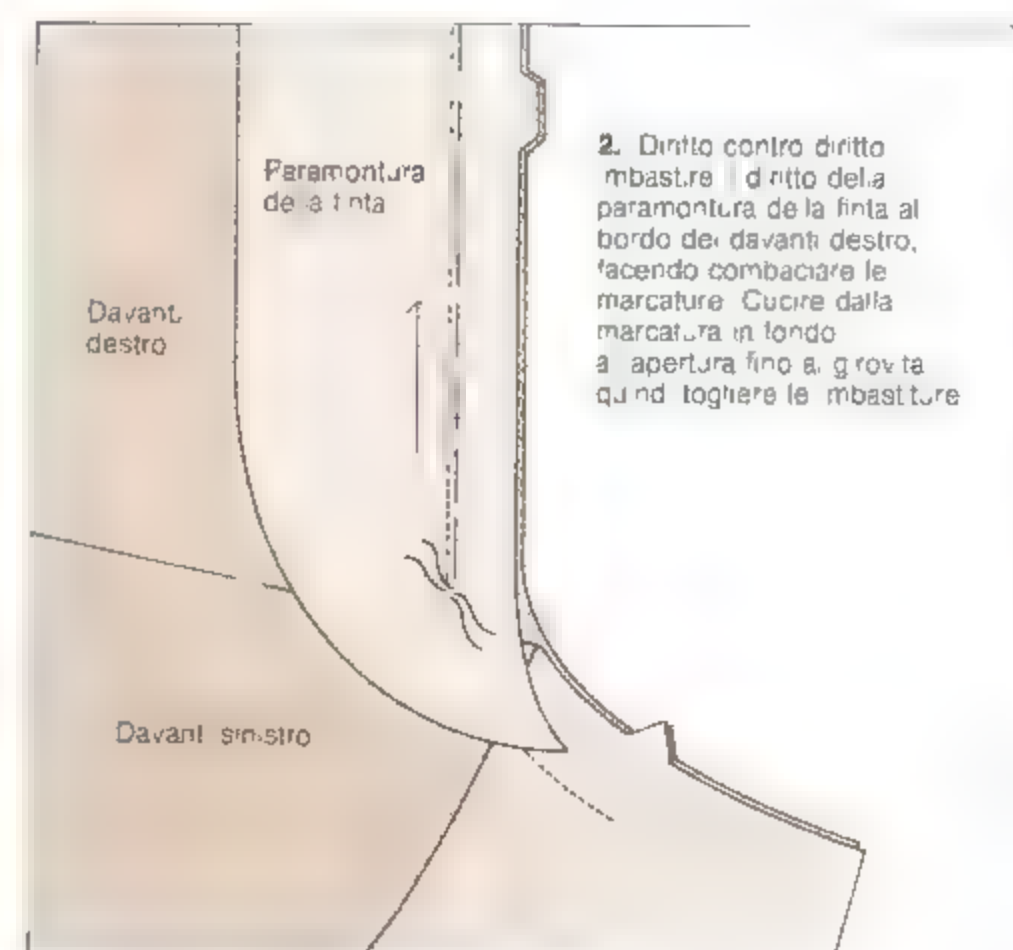 Paramontura
della finta
Davanti
destro
Davanti sinistro
2. Diritto contro diritto
imbastire il diritto della
paramontura della finta al
bordo del davanti destro,
facendo combaciare le
marcature Cucire dalla
marcatura in fondo
all apertura fino al girovita
quindi togliere le imbastiture